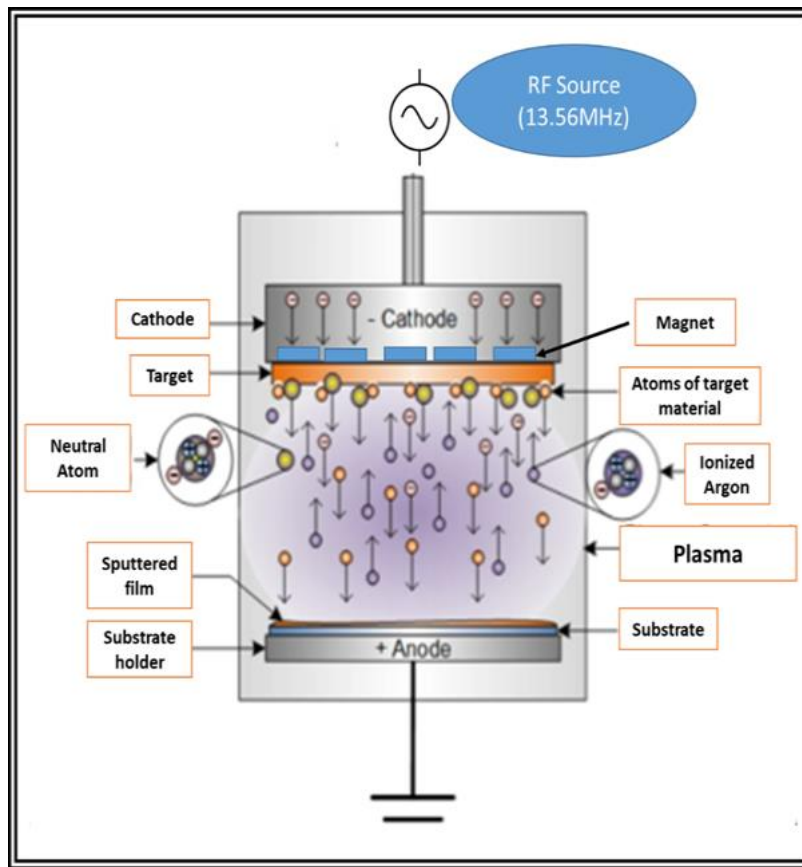 RF Source
(13.56MHz)
Cathode
- Cathode
Magnet
Target
Atoms of target
material
Neutral
Atom
Ionized
Argon
Plasma
Sputtered
film
Substrate
holder
Substrate
+ Anode